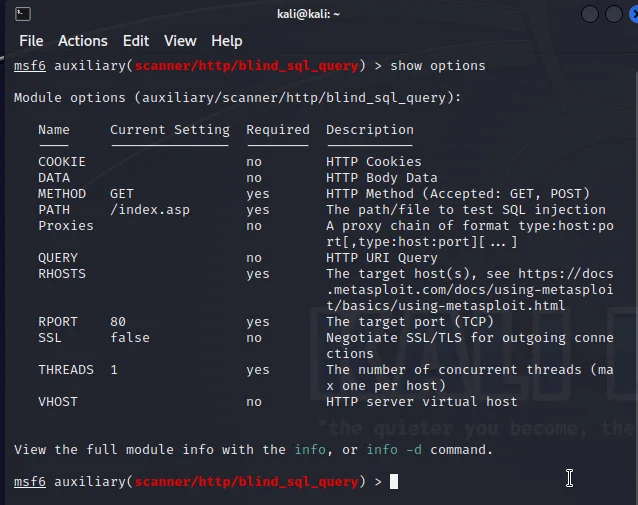 kali@kali: ~
File Actions Edit View Help
msf6 auxiliary(scanner/http/blind_sql_query) > show options
Module options (auxiliary/scanner/http/blind_sql_query):
Name Current Setting Required Description
COOKIE no HTTP Cookies
DATA no HTTP Body Data
METHOD GET yes HTTP Method (Accepted: GET, POST)
PATH /index.asp yes The path/file to test SQL injection
Proxies no A proxy chain of format type:host:po
rt[,type:host:port][...]
QUERY no HTTP URI Query
RHOSTS yes The target host(s), see https://docs
.metasploit.com/docs/using-metasploi
t/basics/using-metasploit.html
RPORT 80 yes The target port (TCP)
SSL false no Negotiate SSL/TLS for outgoing conne
ctions
THREADS 1 yes The number of concurrent threads (ma
x one per host)
VHOST no HTTP server virtual host
"the quieter you become, the
View the full module info with the info, or info -d command.
msf6 auxiliary(scanner/http/blind_sql_query) >